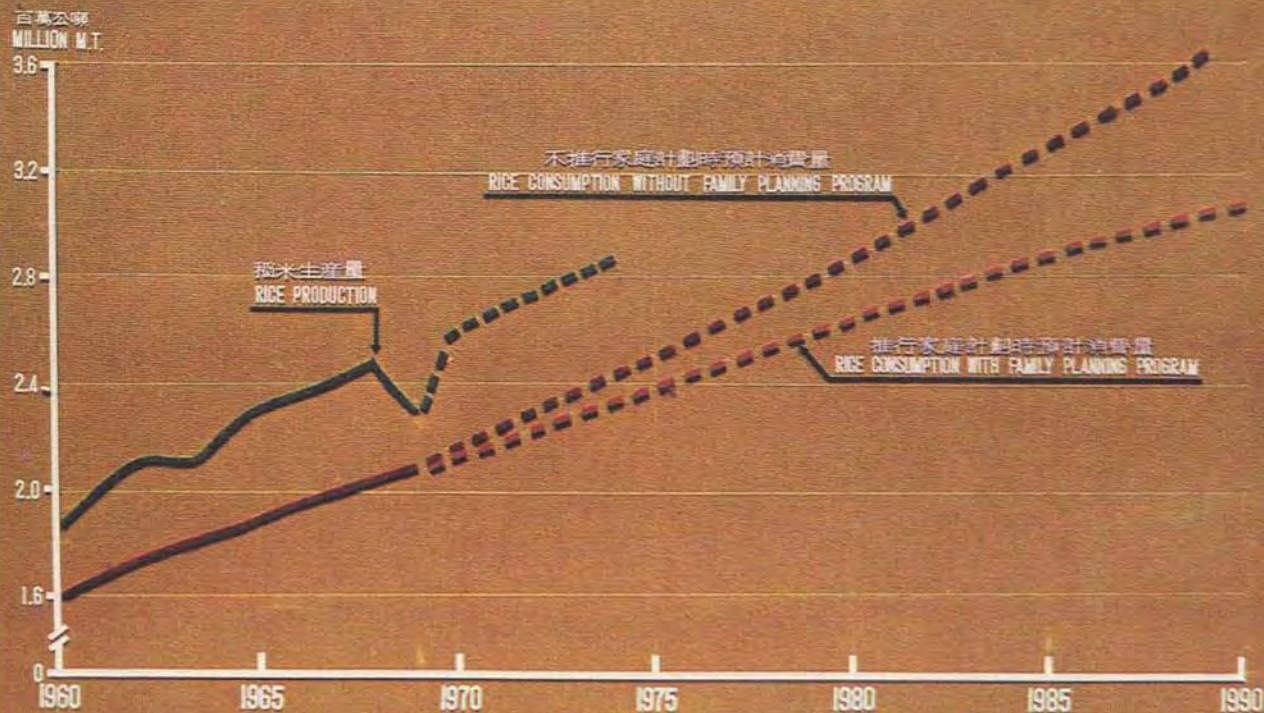 百萬公噸
MILLION M.T.
3.6
3.2
2.8
2.4
2.0
1.6
0
不推行家庭計劃時預計消費量
RICE CONSUMPTION WITHOUT FAMILY PLANNING PROGRAM
糙米生產量
RICE PRODUCTION
推行家庭計劃時預計消費量
RICE CONSUMPTION WITH FAMILY PLANNING PROGRAM
1960 1965 1970 1975 1980 1985 1990